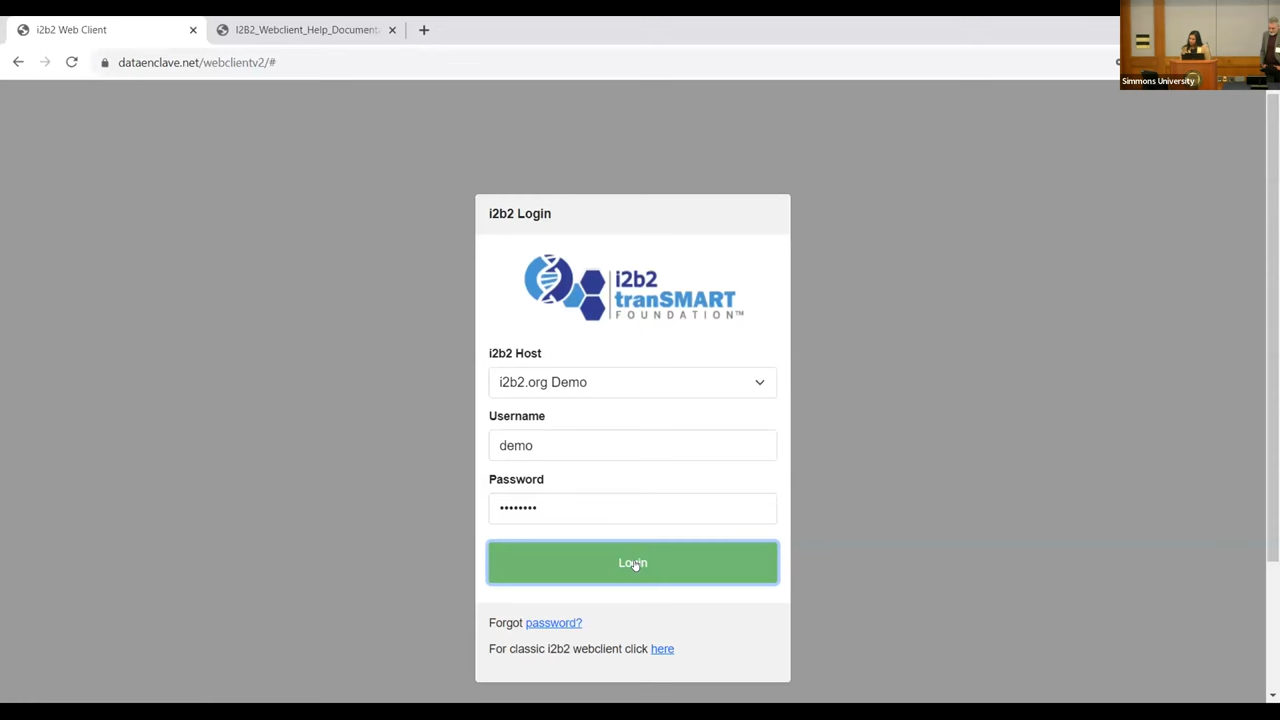 i2b2 Web Client
I2B2_Webclient_Help_Documenta
dataenclave.net/webclientv2/#
Simmons University
i2b2 Login
i2b2
tranSMART
FOUNDATION™
i2b2 Host
i2b2.org Demo
Username
demo
Password
••••••••
Login
Forgot password?
For classic i2b2 webclient click here